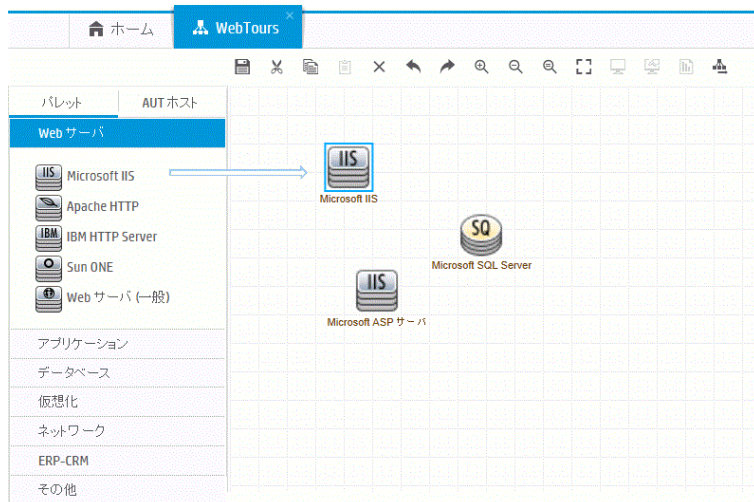 ホーム
WebTours
パレット
AUTホスト
Webサーバ
IIS
Microsoft IIS
Apache HTTP
IBM
IBM HTTP Server
Sun ONE
Webサーバ (一般)
アプリケーション
データベース
仮想化
ネットワーク
ERP-CRM
その他
IIS
Microsoft IIS
SQ
Microsoft SQL Server
IIS
Microsoft ASP サーバ